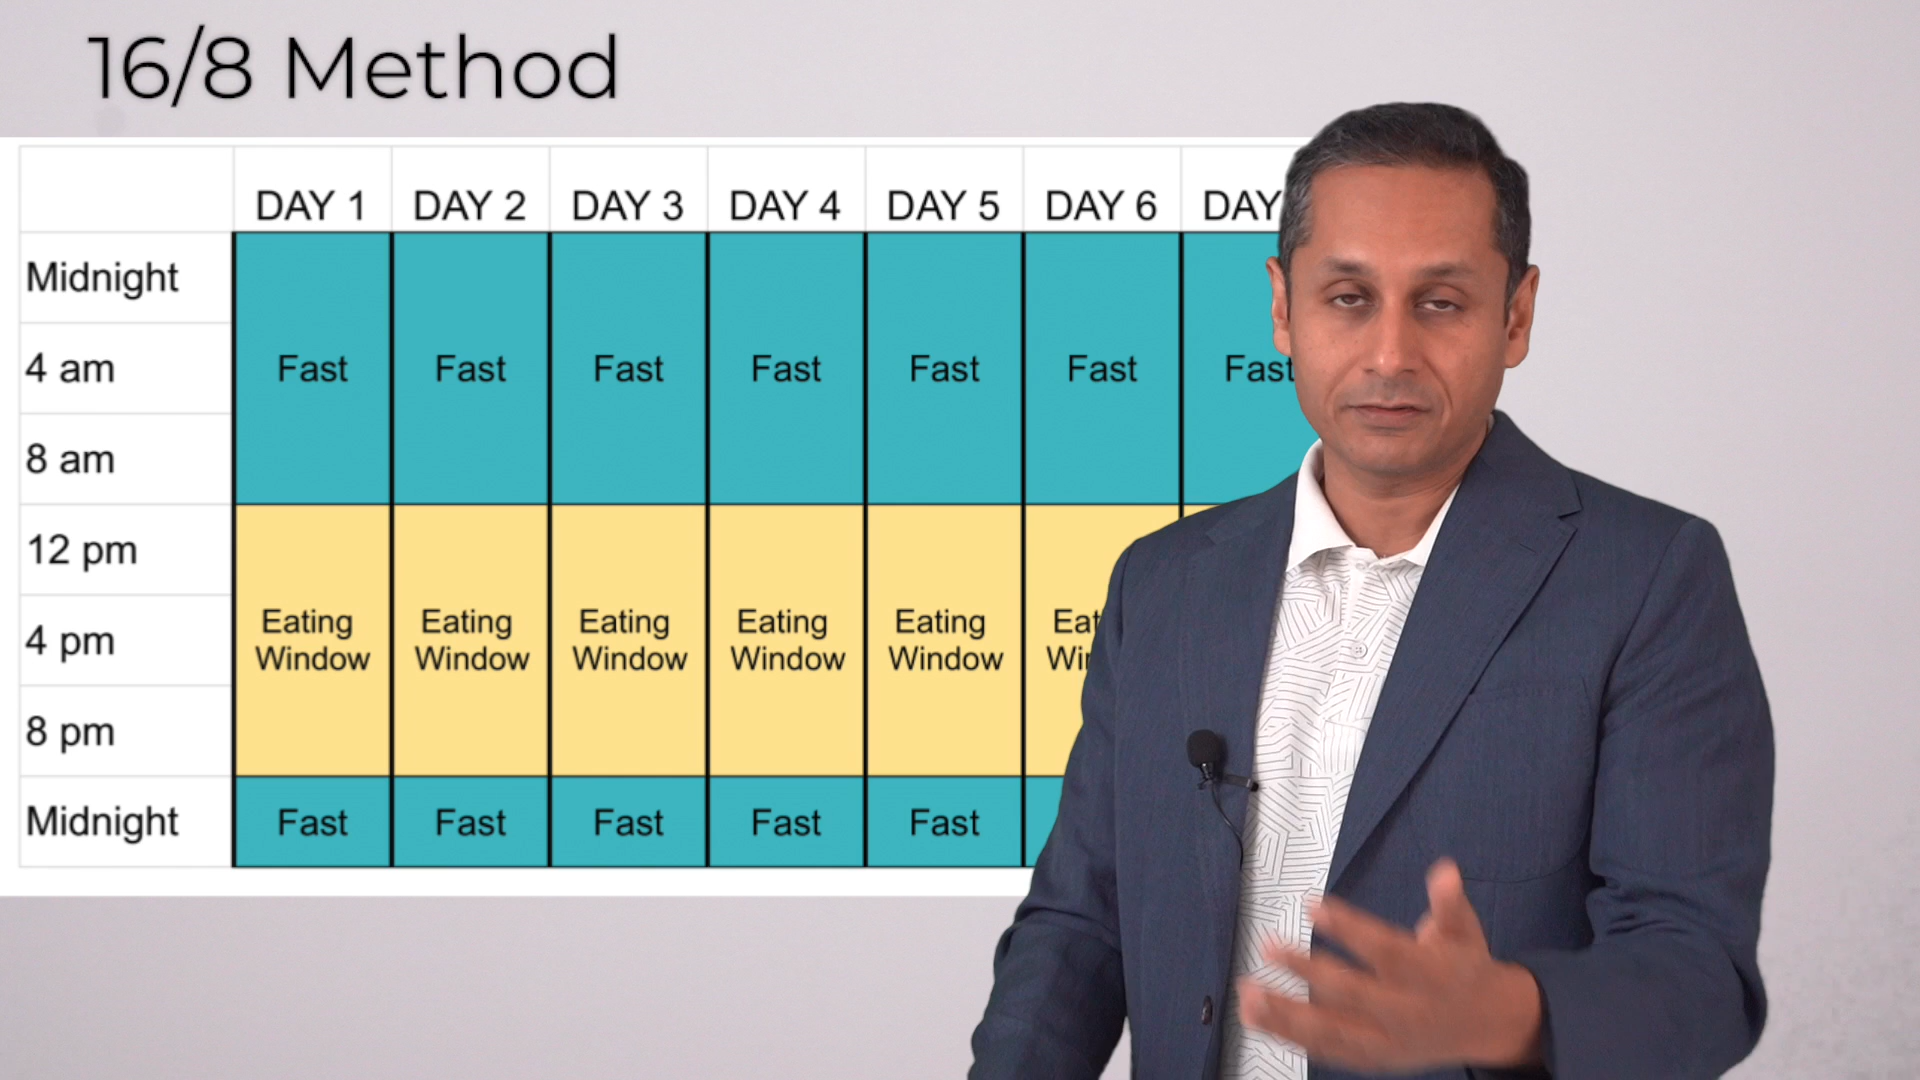 16/8 Method
DAY 1 DAY 2 DAY 3 DAY 4 DAY 5 DAY 6 DAY
Midnight
4 am Fast Fast Fast Fast Fast Fast Fast
8 am
12 pm
Eating Eating Eating Eating Eating
4 pm
Window Window Window Window Window
8 pm
Midnight Fast Fast Fast Fast Fast